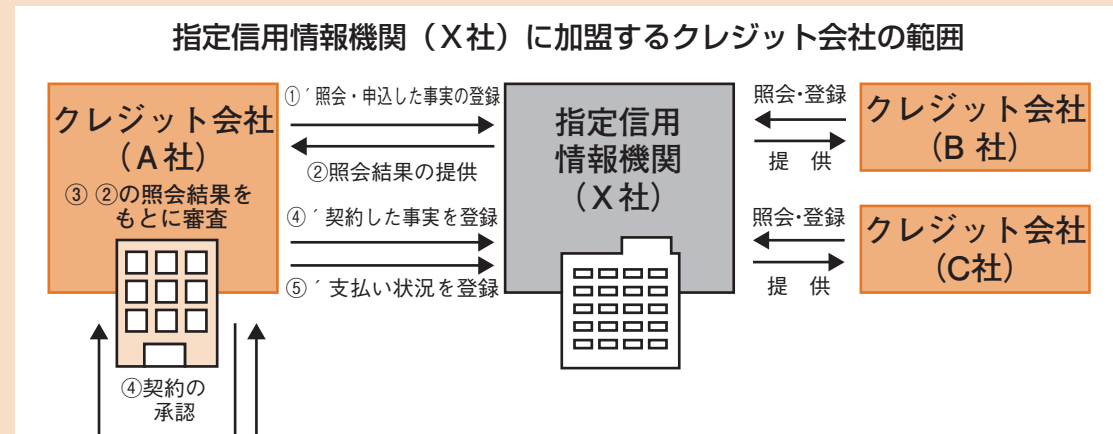 指定信用情報機関（X社）に加盟するクレジット会社の範囲
クレジット会社
（A社）
③ ②の照会結果を
もとに審査
①´照会・申込した事実の登録
②照会結果の提供
④´契約した事実を登録
⑤´支払い状況を登録
指定信用
情報機関
（X社）
照会・登録
提　供
クレジット会社
（B 社）
照会・登録
提　供
クレジット会社
（C社）
④契約の
承認